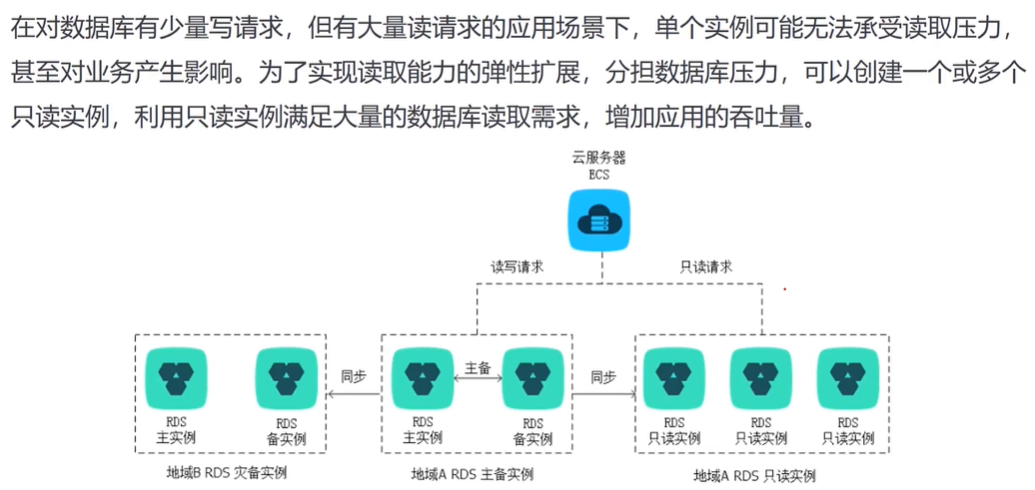 在对数据库有少量写请求，但有大量读请求的应用场景下，单个实例可能无法承受读取压力，
甚至对业务产生影响。为了实现读取能力的弹性扩展，分担数据库压力，可以创建一个或多个
只读实例，利用只读实例满足大量的数据库读取需求，增加应用的吞吐量。
云服务器
ECS
读写请求
只读请求
同步
主备
同步
RDS
主实例
RDS
备实例
RDS
主实例
RDS
备实例
RDS
只读实例
RDS
只读实例
RDS
只读实例
地域B RDS 灾备实例
地域A RDS 主备实例
地域A RDS 只读实例